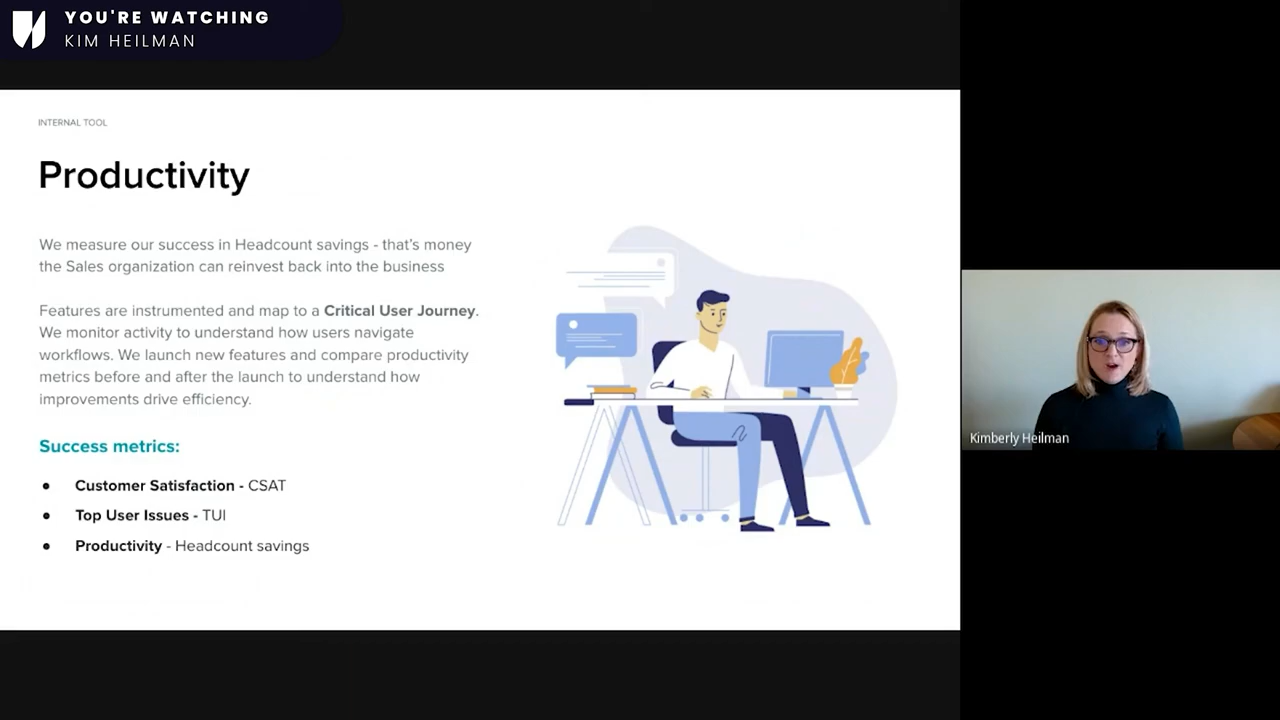 YOU'RE WATCHING
KIM HEILMAN
INTERNAL TOOL
Productivity
We measure our success in Headcount savings - that's money
the Sales organization can reinvest back into the business
Features are instrumented and map to a Critical User Journey.
We monitor activity to understand how users navigate
workflows. We launch new features and compare productivity
metrics before and after the launch to understand how
improvements drive efficiency.
Success metrics:
● Customer Satisfaction - CSAT
● Top User Issues - TUI
● Productivity - Headcount savings
Kimberly Heilman